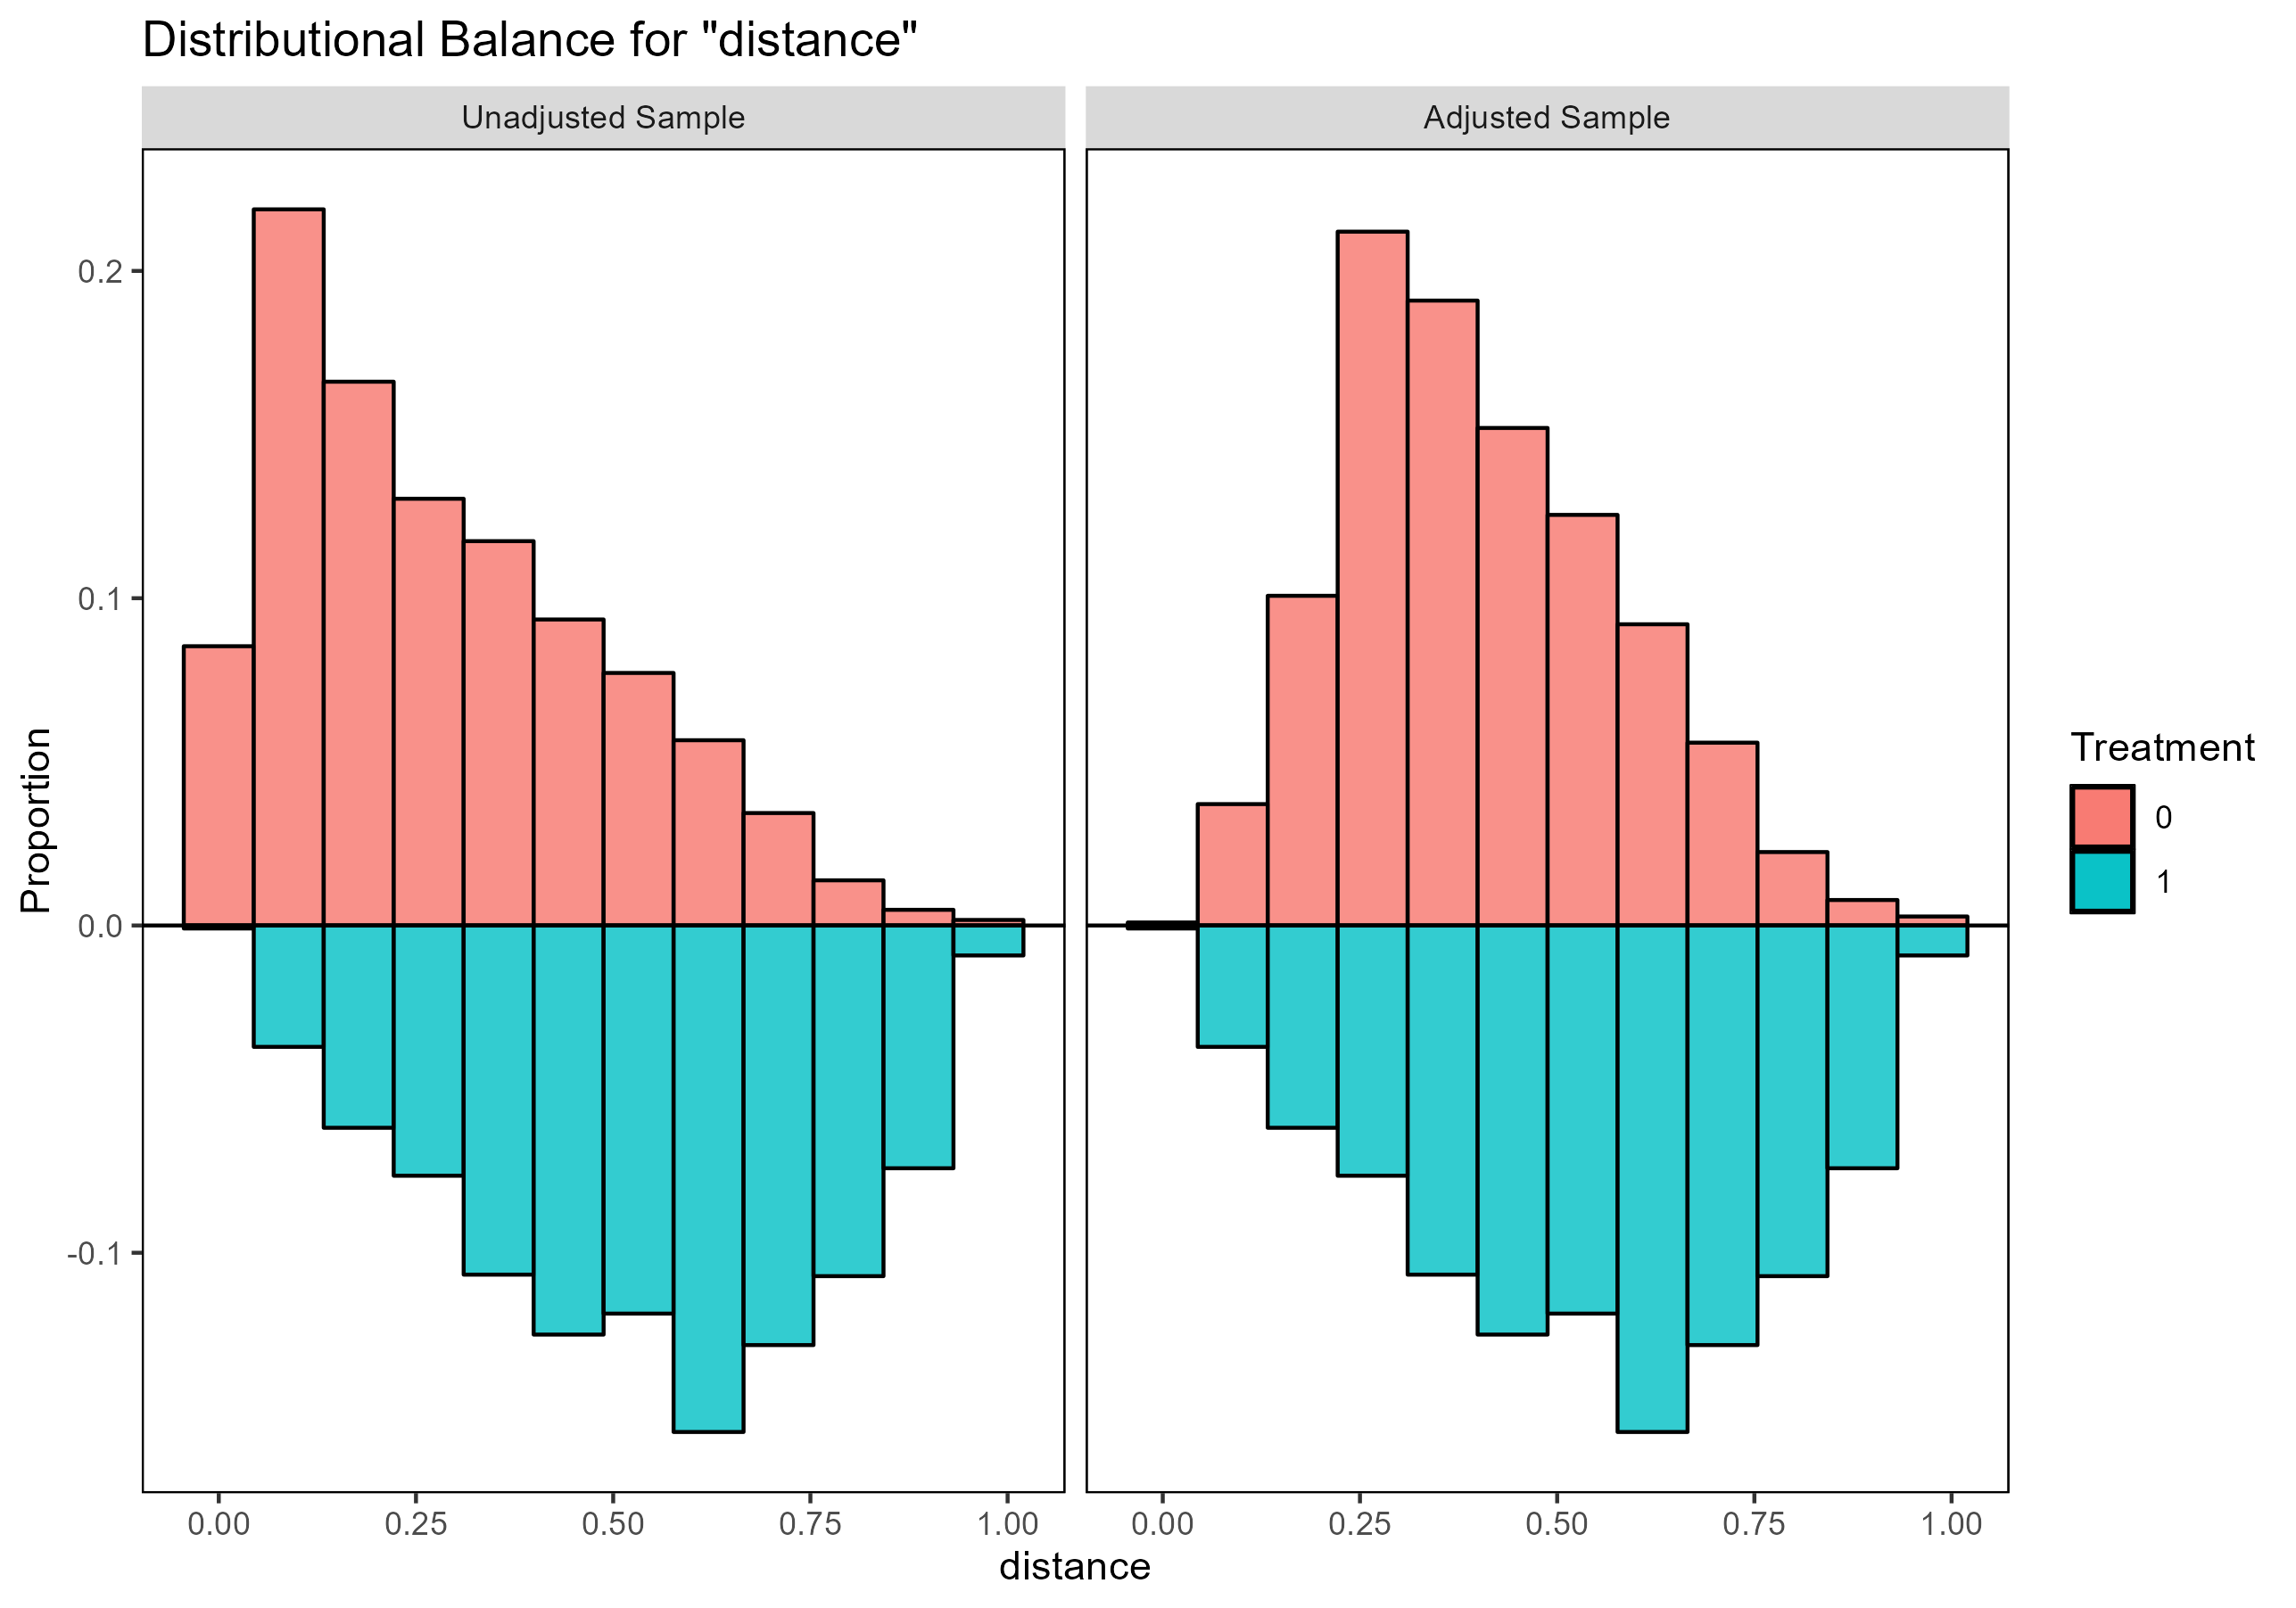 Distributional Balance for "distance"
Unadjusted Sample
Adjusted Sample
Proportion
0.2
0.1
0.0
-0.1
0.00 0.25 0.50 0.75 1.00
0.00 0.25 0.50 0.75 1.00
distance
Treatment
0
1